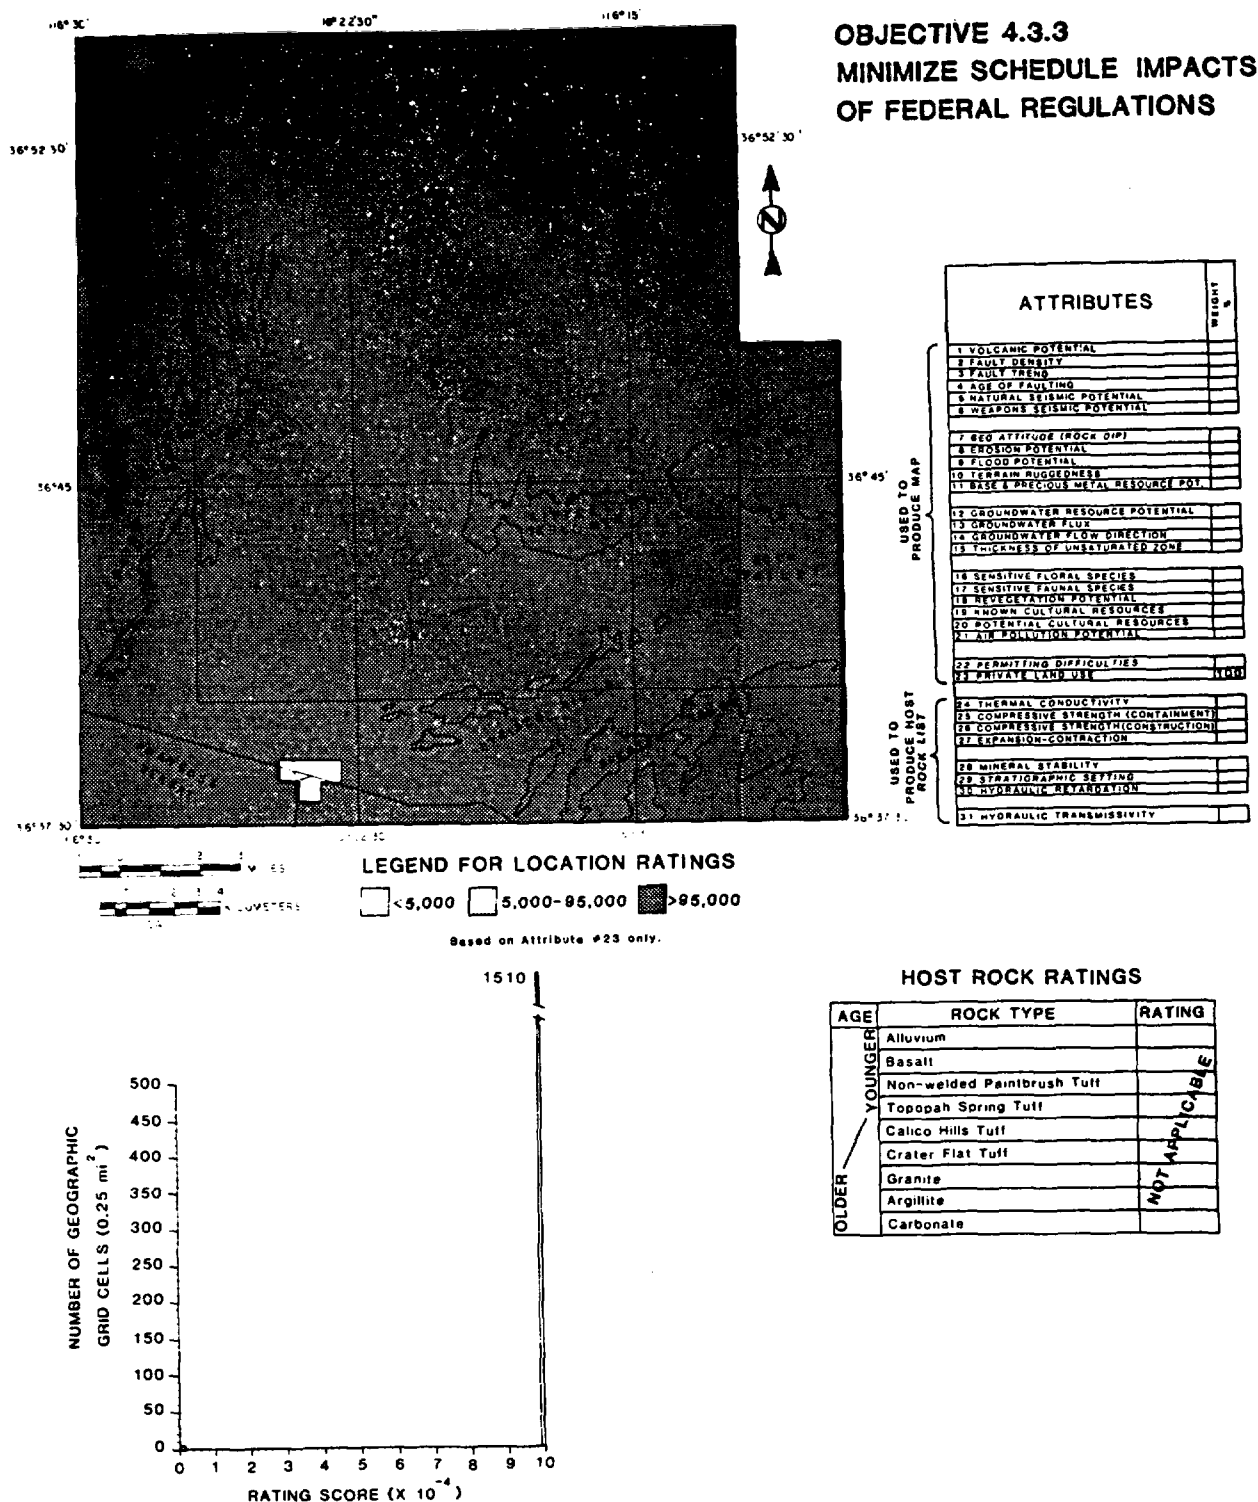 OBJECTIVE 4.3.3
MINIMIZE SCHEDULE IMPACTS
OF FEDERAL REGULATIONS
116°15'
36°52'30'
36°52'30'
36°45'
36°45'
ATTRIBUTES
WEIGHT
%
USED TO
PRODUCE MAP
1 VOLCANIC POTENTIAL
2 FAULT DENSITY
3 FAULT TREND
4 AGE OF FAULTING
5 NATURAL SEISMIC POTENTIAL
6 WEAPONS SEISMIC POTENTIAL
7 BED ATTITUDE (ROCK DIP)
8 EROSION POTENTIAL
9 FLOOD POTENTIAL
10 TERRAIN RUGGEDNESS
11 BASE & PRECIOUS METAL RESOURCE POT.
12 GROUNDWATER RESOURCE POTENTIAL
13 GROUNDWATER FLUX
14 GROUNDWATER FLOW DIRECTION
15 THICKNESS OF UNSATURATED ZONE
16 SENSITIVE FLORAL SPECIES
17 SENSITIVE FAUNAL SPECIES
18 REVEGETATION POTENTIAL
19 KNOWN CULTURAL RESOURCES
20 POTENTIAL CULTURAL RESOURCES
21 AIR POLLUTION POTENTIAL
22 PERMITTING DIFFICULTIES
23 PRIVATE LAND USE 100
USED TO
PRODUCE HOST
ROCK LIST
24 THERMAL CONDUCTIVITY
25 COMPRESSIVE STRENGTH (CONTAINMENT)
26 COMPRESSIVE STRENGTH (CONSTRUCTION)
27 EXPANSION-CONTRACTION
28 MINERAL STABILITY
29 STRATIGRAPHIC SETTING
30 HYDRAULIC RETARDATION
31 HYDRAULIC TRANSMISSIVITY
LEGEND FOR LOCATION RATINGS
<5,000 5,000-95,000 >95,000
Based on Attribute #23 only.
1510
NUMBER OF GEOGRAPHIC
GRID CELLS (0.25 mi²)
500
450
400
350
300
250
200
150
100
50
0
0 1 2 3 4 5 6 7 8 9 10
RATING SCORE (X 10⁻⁴)
HOST ROCK RATINGS
AGE ROCK TYPE RATING
OLDER — YOUNGER
Alluvium
Basalt
Non-welded Paintbrush Tuff
Topopah Spring Tuff
Calico Hills Tuff
Crater Flat Tuff
Granite
Argillite
Carbonate
NOT APPLICABLE